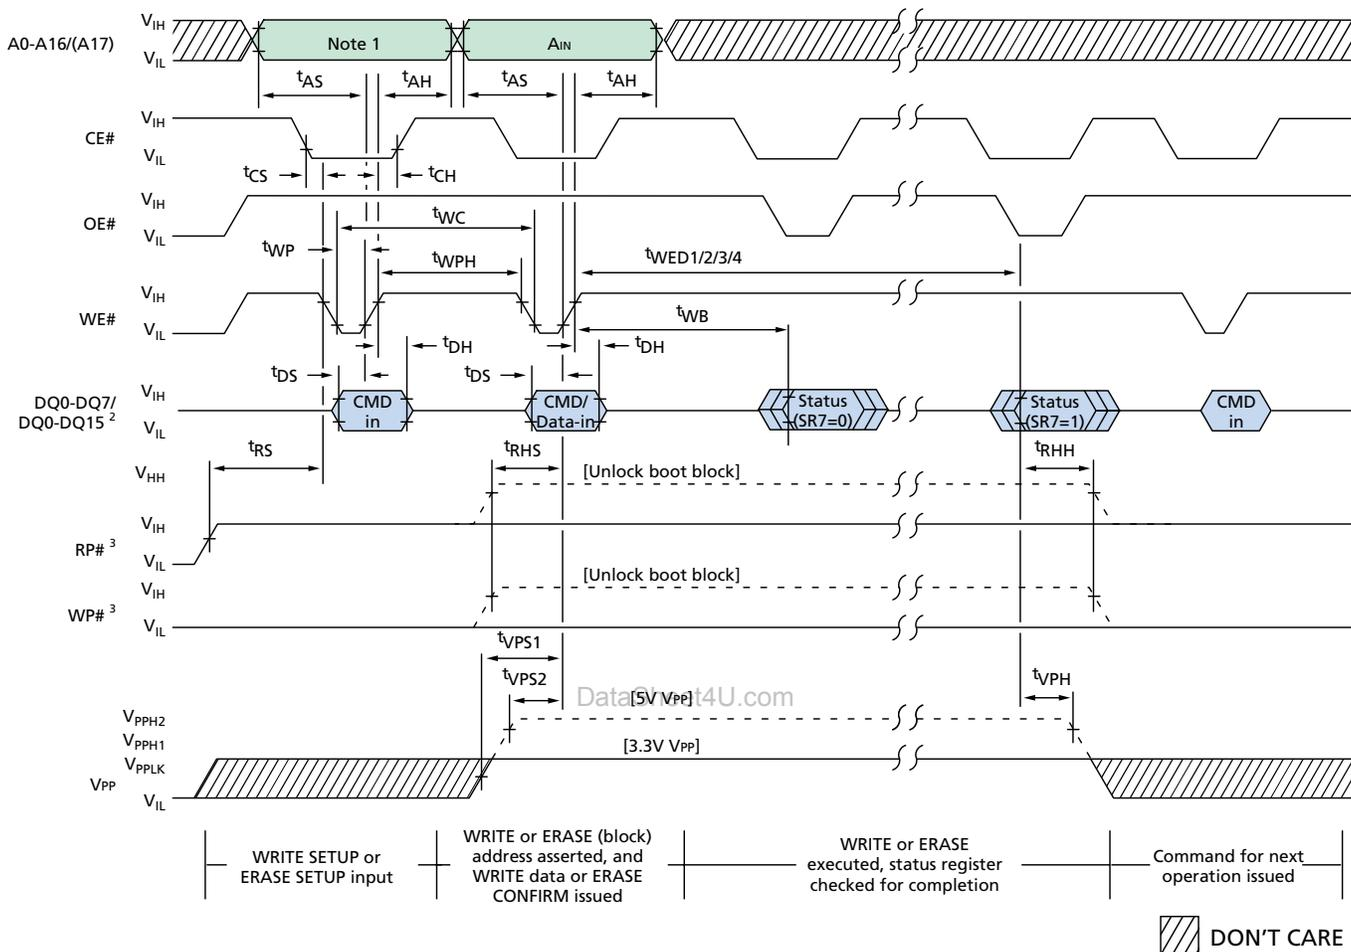 A0-A16/(A17)
VIH
VIL
Note 1
AIN
tAS
tAH
tAS
tAH
CE#
VIH
VIL
tCS
tCH
OE#
VIH
VIL
tWC
tWP
tWPH
tWED1/2/3/4
WE#
VIH
VIL
tWB
tDH
tDH
tDS
tDS
DQ0-DQ7/
DQ0-DQ15 2
VIH
VIL
CMD
in
CMD/
Data-in
Status
(SR7=0)
Status
(SR7=1)
CMD
in
tRS
tRHS
tRHH
VHH
[Unlock boot block]
RP# 3
VIH
VIL
[Unlock boot block]
WP# 3
VIH
VIL
tVPS1
tVPS2
tVPH
DataSheet4U.com
[5V VPP]
VPPH2
VPPH1
[3.3V VPP]
VPPLK
VPP
VIL
WRITE SETUP or
ERASE SETUP input
WRITE or ERASE (block)
address asserted, and
WRITE data or ERASE
CONFIRM issued
WRITE or ERASE
executed, status register
checked for completion
Command for next
operation issued
DON'T CARE